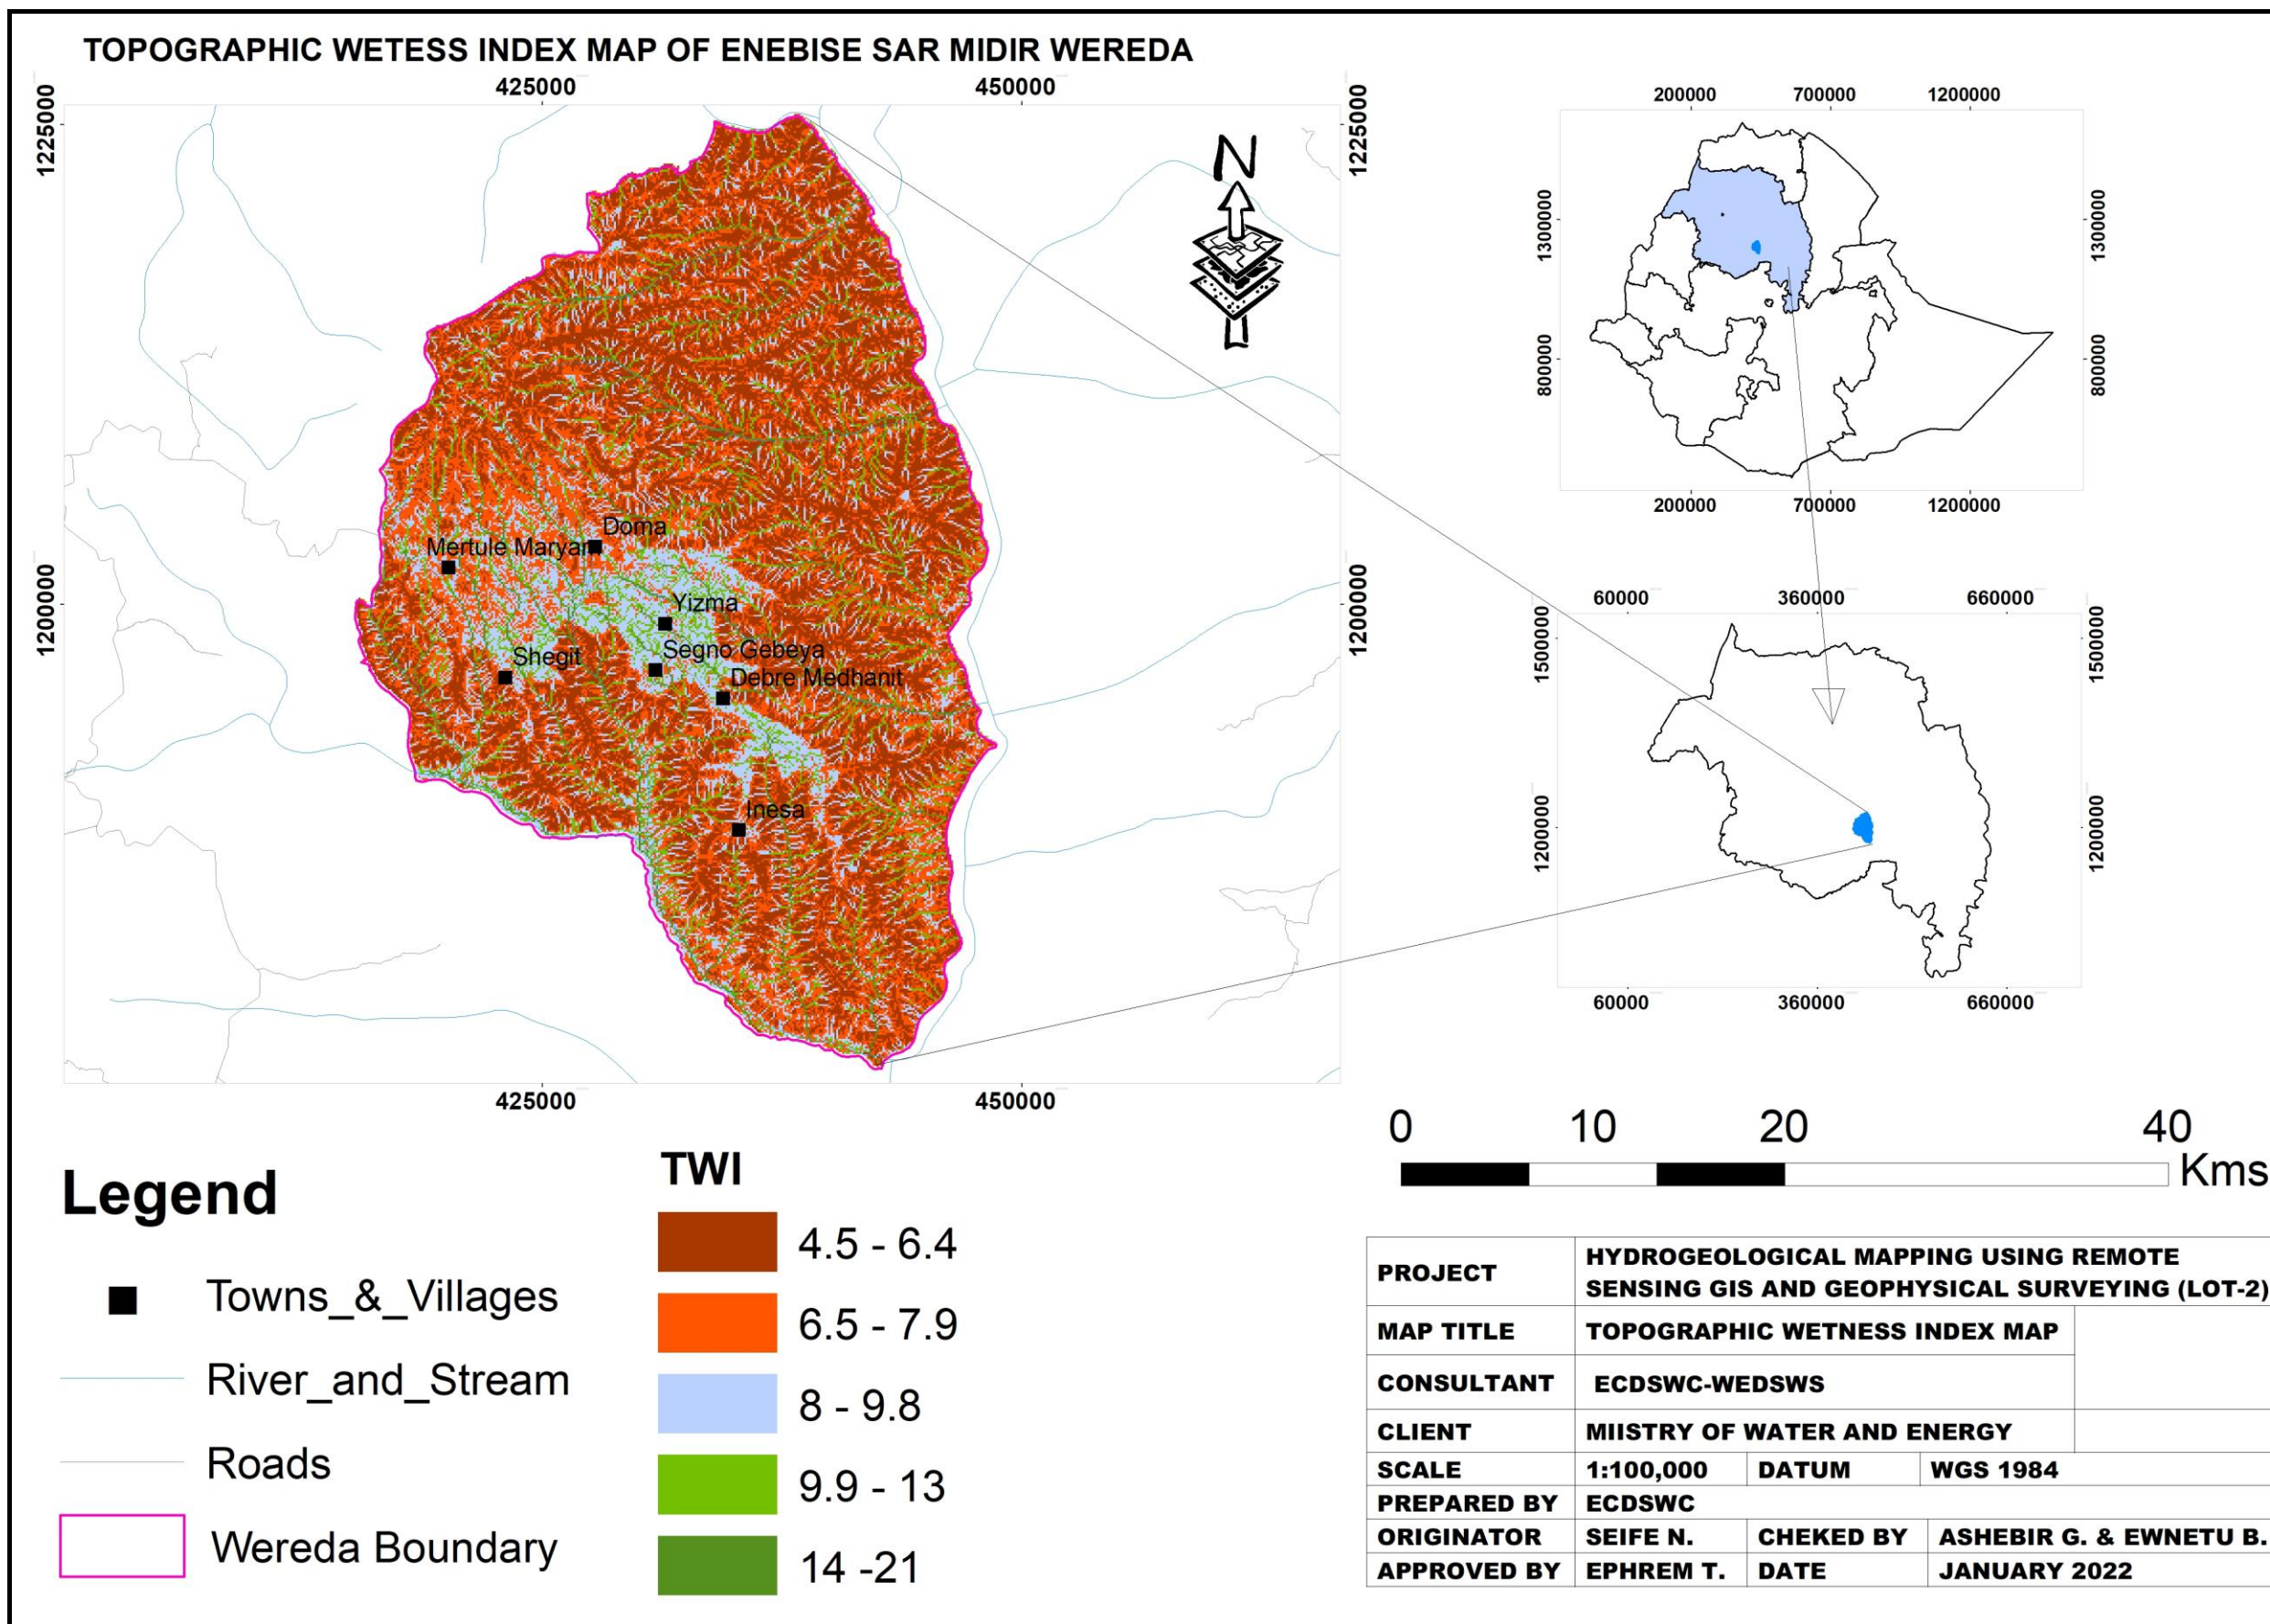 TOPOGRAPHIC WETESS INDEX MAP OF ENEBISE SAR MIDIR WEREDA
425000 450000
1225000 1225000
1200000 1200000
425000 450000
N
Doma
Mertule Maryam
Yizma
Segno Gebeya
Shegit
Debre Medhanit
Inesa
200000 700000 1200000
1300000 1300000
800000 800000
200000 700000 1200000
60000 360000 660000
1500000 1500000
1200000 1200000
60000 360000 660000
0 10 20 40
Kms
Legend
Towns_&_Villages
River_and_Stream
Roads
Wereda Boundary
TWI
4.5 - 6.4
6.5 - 7.9
8 - 9.8
9.9 - 13
14 -21
PROJECT HYDROGEOLOGICAL MAPPING USING REMOTE
SENSING GIS AND GEOPHYSICAL SURVEYING (LOT-2)
MAP TITLE TOPOGRAPHIC WETNESS INDEX MAP
CONSULTANT ECDSWC-WEDSWS
CLIENT MIISTRY OF WATER AND ENERGY
SCALE 1:100,000 DATUM WGS 1984
PREPARED BY ECDSWC
ORIGINATOR SEIFE N. CHEKED BY ASHEBIR G. & EWNETU B.
APPROVED BY EPHREM T. DATE JANUARY 2022